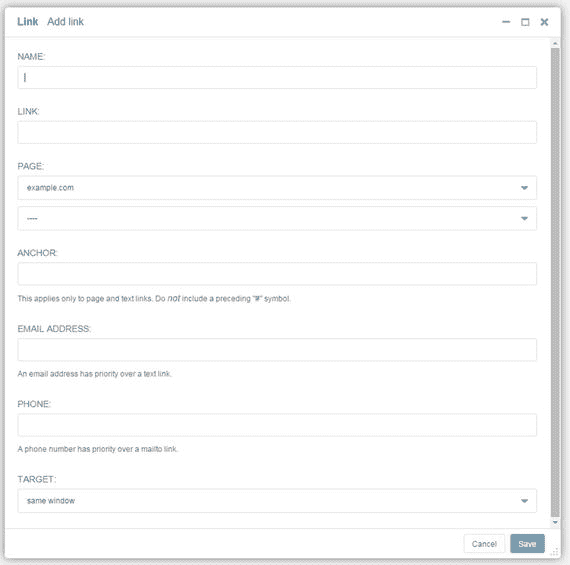 Link Add link
NAME:
LINK:
PAGE:
example.com
----
ANCHOR:
This applies only to page and text links. Do not include a preceding "#" symbol.
EMAIL ADDRESS:
An email address has priority over a text link.
PHONE:
A phone number has priority over a mailto link.
TARGET:
same window
Cancel Save